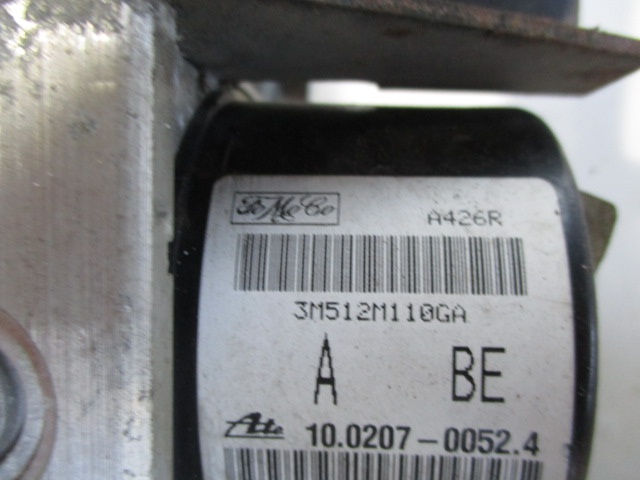 FoMoCo
A426R
3M512M110GA
A BE
Ate 10.0207-0052.4